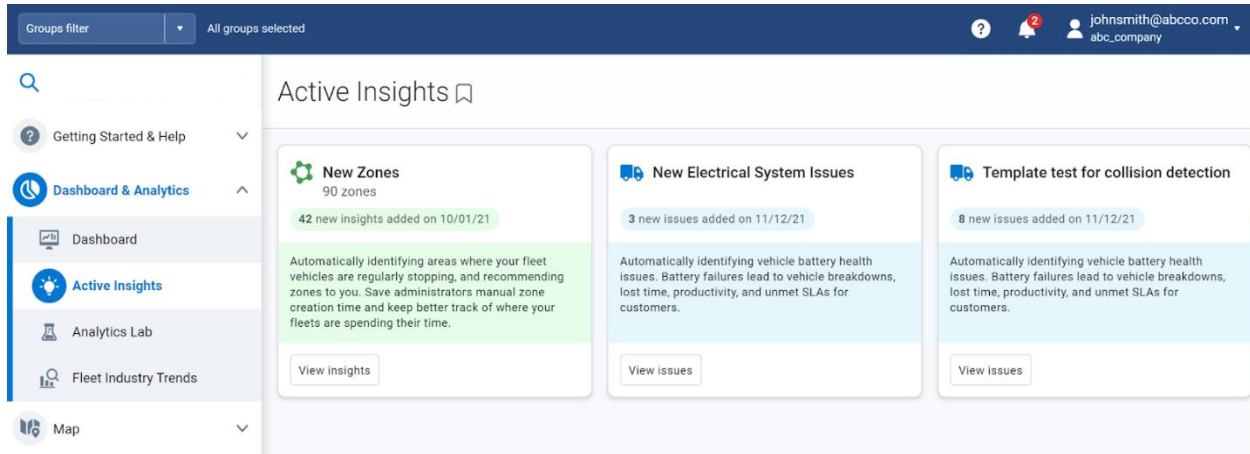 Groups filter
All groups selected
2
johnsmith@abcco.com
abc_company
Getting Started & Help
Dashboard & Analytics
Dashboard
Active Insights
Analytics Lab
Fleet Industry Trends
Map
Active Insights
New Zones
90 zones
42 new insights added on 10/01/21
Automatically identifying areas where your fleet
vehicles are regularly stopping, and recommending
zones to you. Save administrators manual zone
creation time and keep better track of where your
fleets are spending their time.
View insights
New Electrical System Issues
3 new issues added on 11/12/21
Automatically identifying vehicle battery health
issues. Battery failures lead to vehicle breakdowns,
lost time, productivity, and unmet SLAs for
customers.
View issues
Template test for collision detection
8 new issues added on 11/12/21
Automatically identifying vehicle battery health
issues. Battery failures lead to vehicle breakdowns,
lost time, productivity, and unmet SLAs for
customers.
View issues